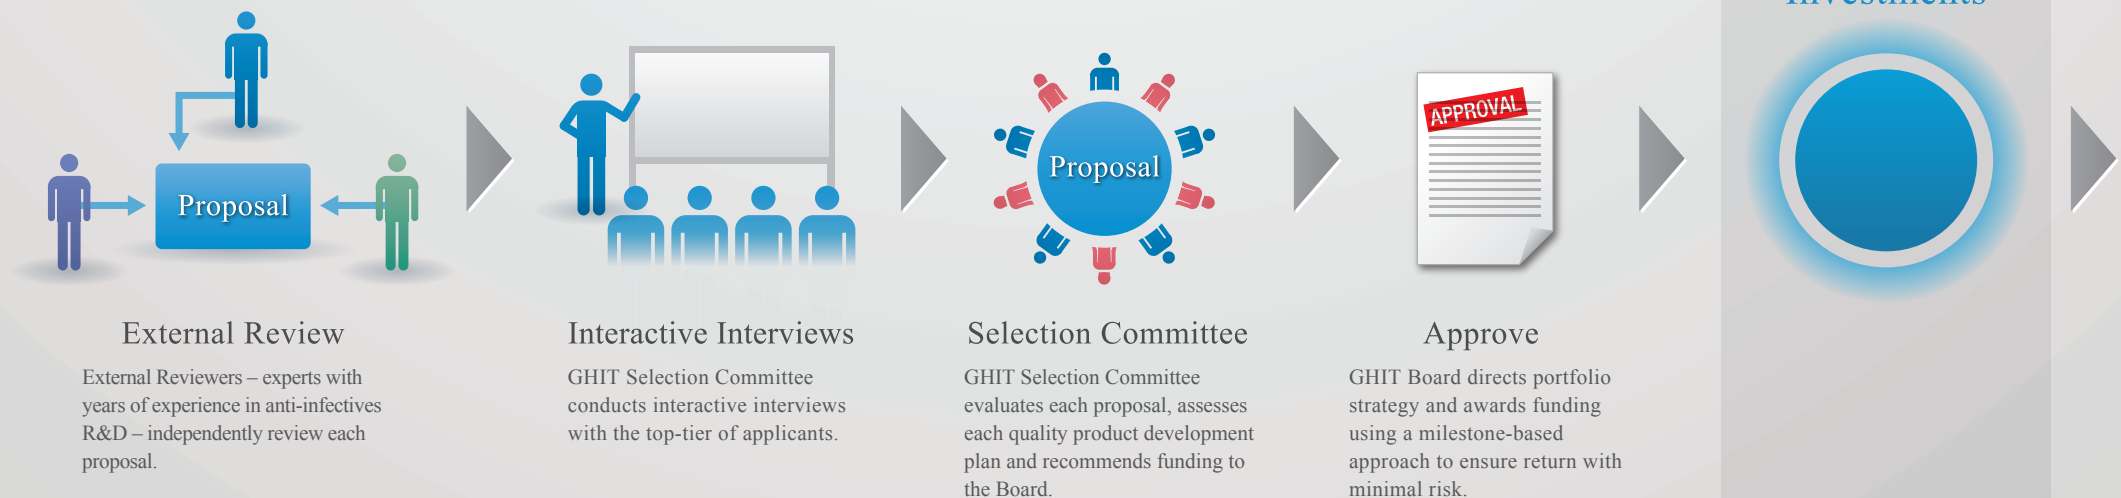 Investments
Proposal
Proposal
APPROVAL
External Review
External Reviewers – experts with
years of experience in anti-infectives
R&D – independently review each
proposal.
Interactive Interviews
GHIT Selection Committee
conducts interactive interviews
with the top-tier of applicants.
Selection Committee
GHIT Selection Committee
evaluates each proposal, assesses
each quality product development
plan and recommends funding to
the Board.
Approve
GHIT Board directs portfolio
strategy and awards funding
using a milestone-based
approach to ensure return with
minimal risk.